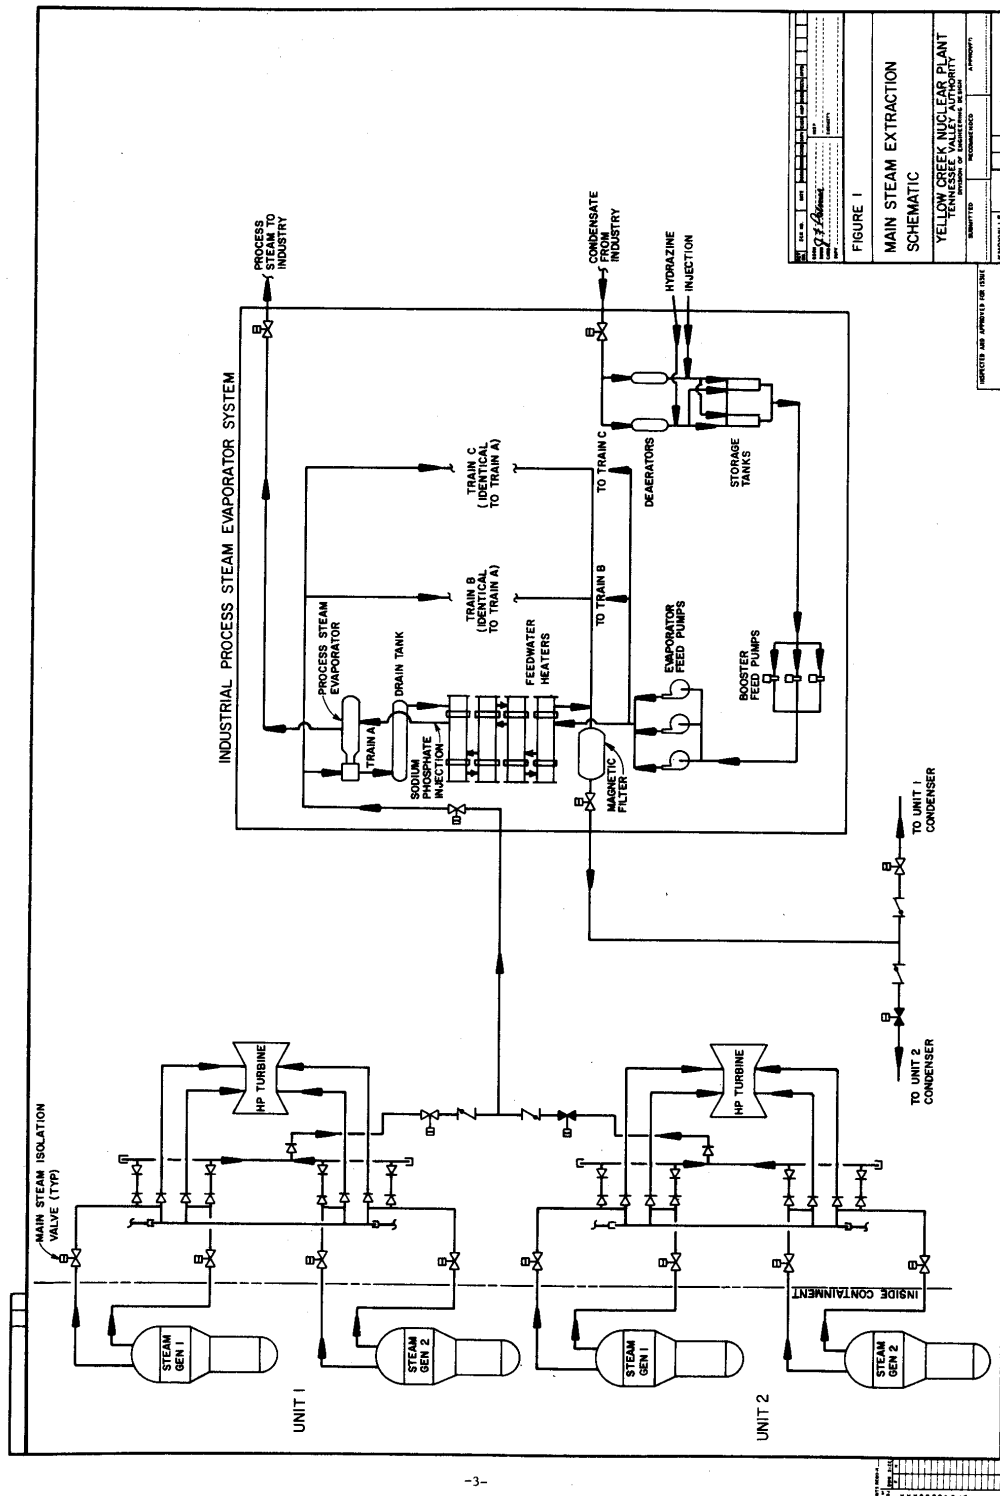 MAIN STEAM ISOLATION
VALVE (TYP)
STEAM
GEN 1
STEAM
GEN 2
UNIT 1
HP TURBINE
STEAM
GEN 1
STEAM
GEN 2
UNIT 2
HP TURBINE
INSIDE CONTAINMENT
INDUSTRIAL PROCESS STEAM EVAPORATOR SYSTEM
PROCESS
STEAM TO
INDUSTRY
PROCESS STEAM
EVAPORATOR
TRAIN A
DRAIN TANK
SODIUM
PHOSPHATE
INJECTION
FEEDWATER
HEATERS
TRAIN B
(IDENTICAL
TO TRAIN A)
TRAIN C
(IDENTICAL
TO TRAIN A)
MAGNETIC
FILTER
TO TRAIN B
TO TRAIN C
EVAPORATOR
FEED PUMPS
BOOSTER
FEED PUMPS
CONDENSATE
FROM
INDUSTRY
HYDRAZINE
INJECTION
DEAERATORS
STORAGE
TANKS
TO UNIT 1
CONDENSER
TO UNIT 2
CONDENSER
FIGURE 1
MAIN STEAM EXTRACTION
SCHEMATIC
YELLOW CREEK NUCLEAR PLANT
TENNESSEE VALLEY AUTHORITY
DIVISION OF ENGINEERING DESIGN
SUBMITTED RECOMMENDED APPROVED
INSPECTED AND APPROVED FOR ISSUE
-3-